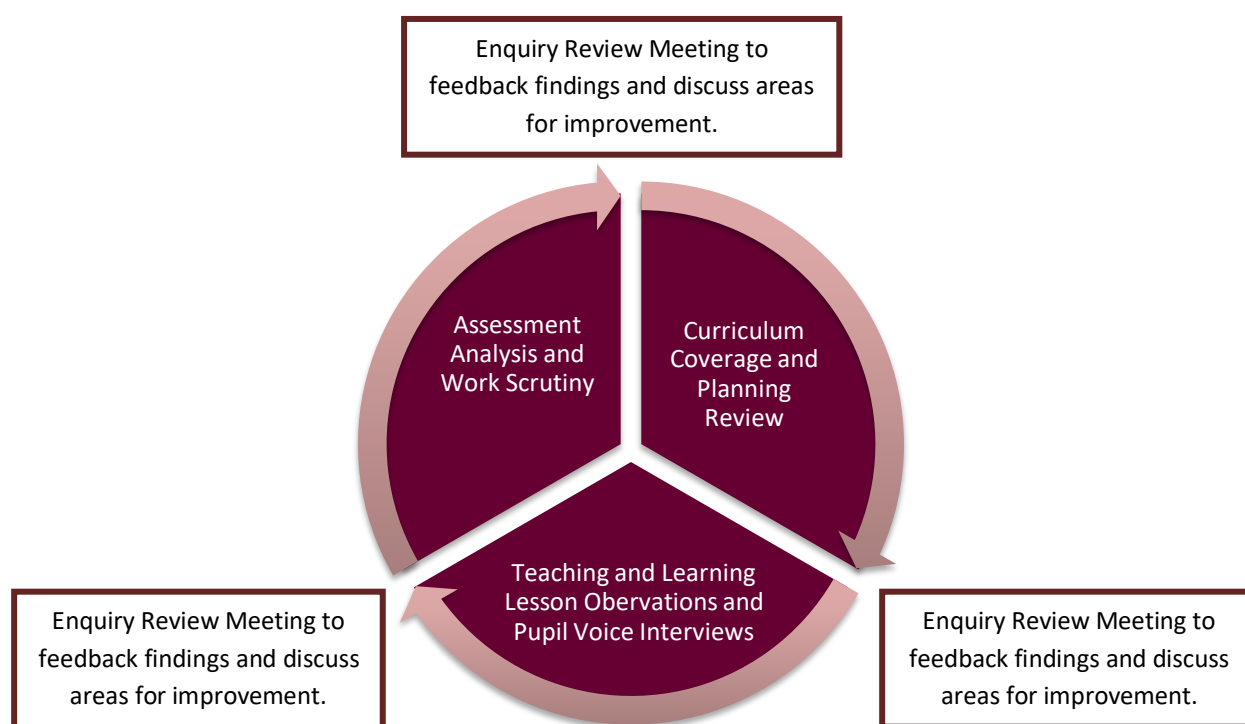 Enquiry Review Meeting to
feedback findings and discuss areas
for improvement.
Assessment
Analysis and
Work Scrutiny
Curriculum
Coverage and
Planning
Review
Teaching and Learning
Lesson Obervations and
Pupil Voice Interviews
Enquiry Review Meeting to
feedback findings and discuss
areas for improvement.
Enquiry Review Meeting to
feedback findings and discuss
areas for improvement.